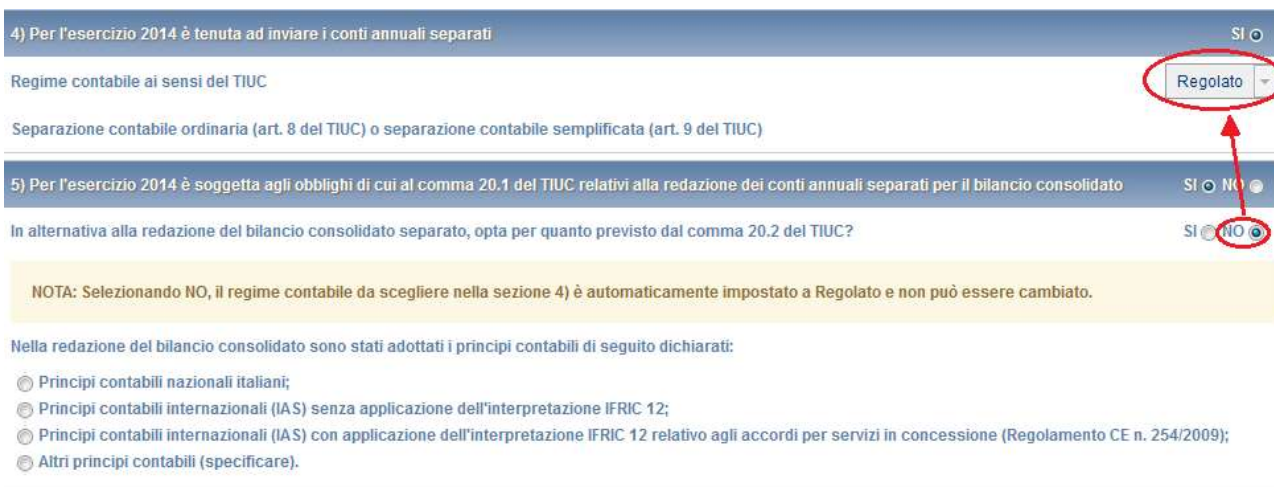 4) Per l'esercizio 2014 è tenuta ad inviare i conti annuali separati SI
Regime contabile ai sensi del TIUC Regolato
Separazione contabile ordinaria (art. 8 del TIUC) o separazione contabile semplificata (art. 9 del TIUC)
5) Per l'esercizio 2014 è soggetta agli obblighi di cui al comma 20.1 del TIUC relativi alla redazione dei conti annuali separati per il bilancio consolidato SI NO
In alternativa alla redazione del bilancio consolidato separato, opta per quanto previsto dal comma 20.2 del TIUC? SI NO
NOTA: Selezionando NO, il regime contabile da scegliere nella sezione 4) è automaticamente impostato a Regolato e non può essere cambiato.
Nella redazione del bilancio consolidato sono stati adottati i principi contabili di seguito dichiarati:
Principi contabili nazionali italiani;
Principi contabili internazionali (IAS) senza applicazione dell'interpretazione IFRIC 12;
Principi contabili internazionali (IAS) con applicazione dell'interpretazione IFRIC 12 relativo agli accordi per servizi in concessione (Regolamento CE n. 254/2009);
Altri principi contabili (specificare).